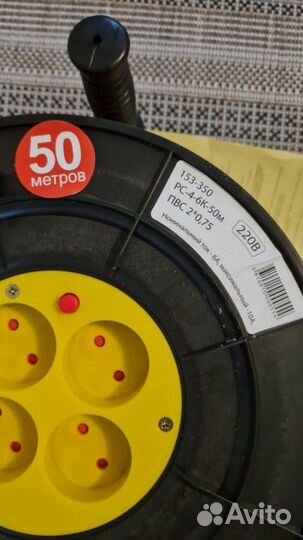 50
метров
153-350
РС-4-6К-50м
ПВС 2*0,75
220В
Номинальный ток - 6А, максимальный -10А
Avito